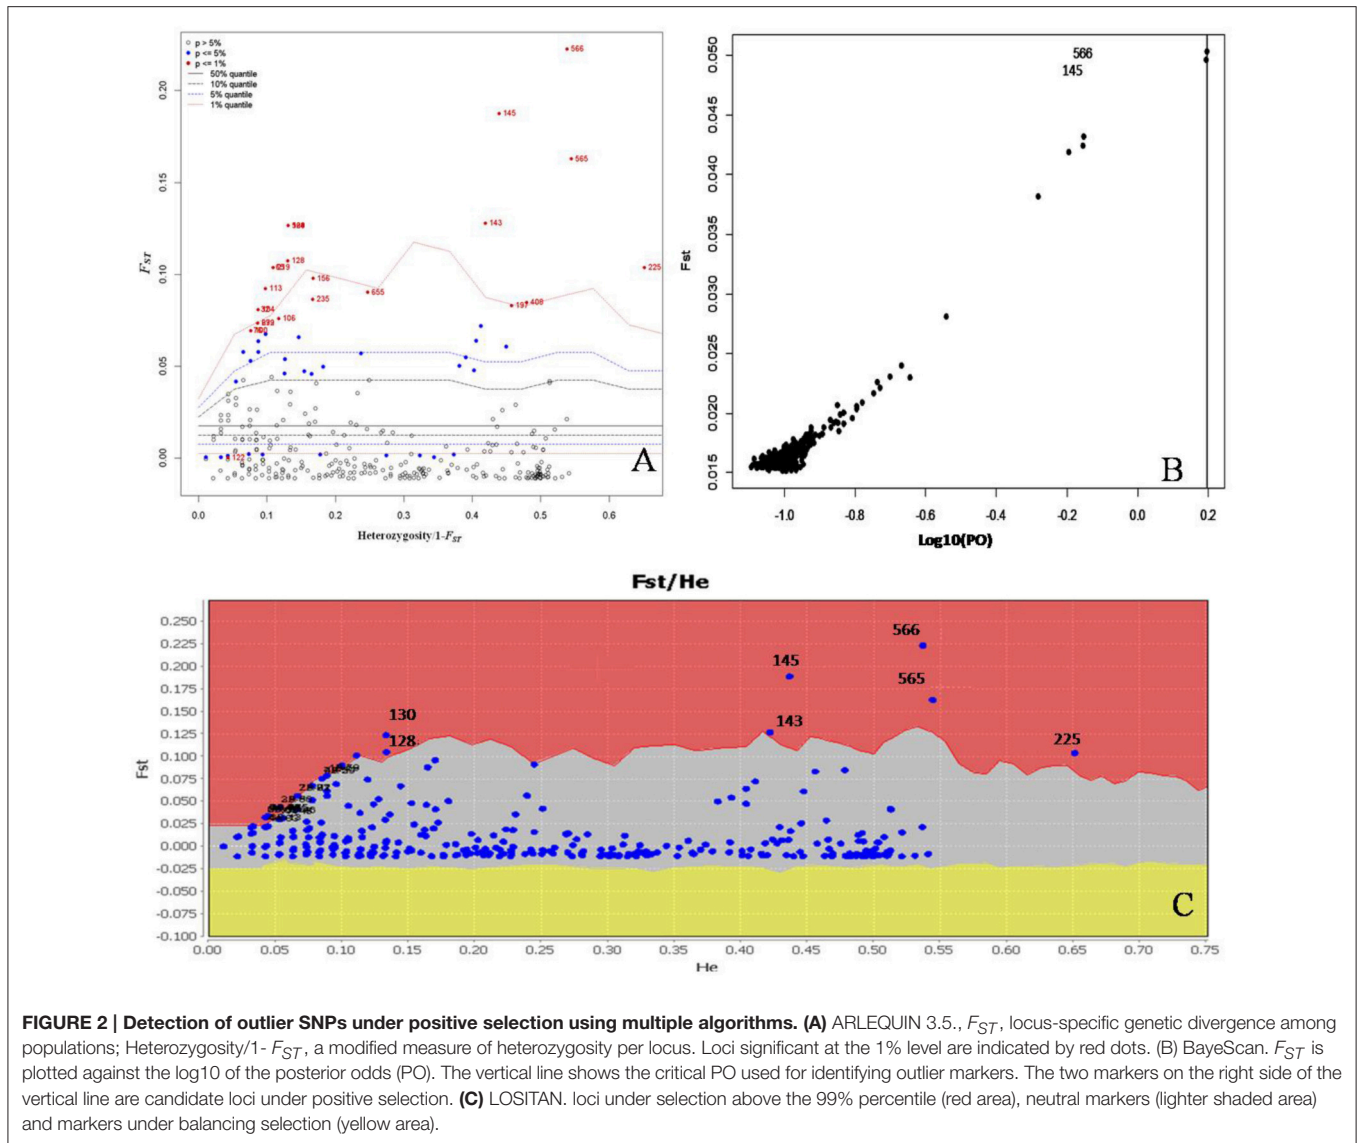 p > 5%
p <= 5%
p <= 1%
50% quantile
10% quantile
5% quantile
1% quantile
566
145
565
143
225
128
156
235
655
197
408
113
106
122
0.20
0.15
0.10
0.05
0.00
F_ST
0.0 0.1 0.2 0.3 0.4 0.5 0.6
Heterozygosity/1-F_ST
A
566
145
0.050
0.045
0.040
0.035
0.030
0.025
0.020
0.015
Fst
-1.0 -0.8 -0.6 -0.4 -0.2 0.0 0.2
Log10(PO)
B
Fst/He
0.250
0.225
0.200
0.175
0.150
0.125
0.100
0.075
0.050
0.025
0.000
-0.025
-0.050
-0.075
-0.100
Fst
566
145
565
130
143
128
225
C
0.00 0.05 0.10 0.15 0.20 0.25 0.30 0.35 0.40 0.45 0.50 0.55 0.60 0.65 0.70 0.75
He
FIGURE 2 | Detection of outlier SNPs under positive selection using multiple algorithms. (A) ARLEQUIN 3.5., F_ST, locus-specific genetic divergence among
populations; Heterozygosity/1- F_ST, a modified measure of heterozygosity per locus. Loci significant at the 1% level are indicated by red dots. (B) BayeScan. F_ST is
plotted against the log10 of the posterior odds (PO). The vertical line shows the critical PO used for identifying outlier markers. The two markers on the right side of the
vertical line are candidate loci under positive selection. (C) LOSITAN. loci under selection above the 99% percentile (red area), neutral markers (lighter shaded area)
and markers under balancing selection (yellow area).